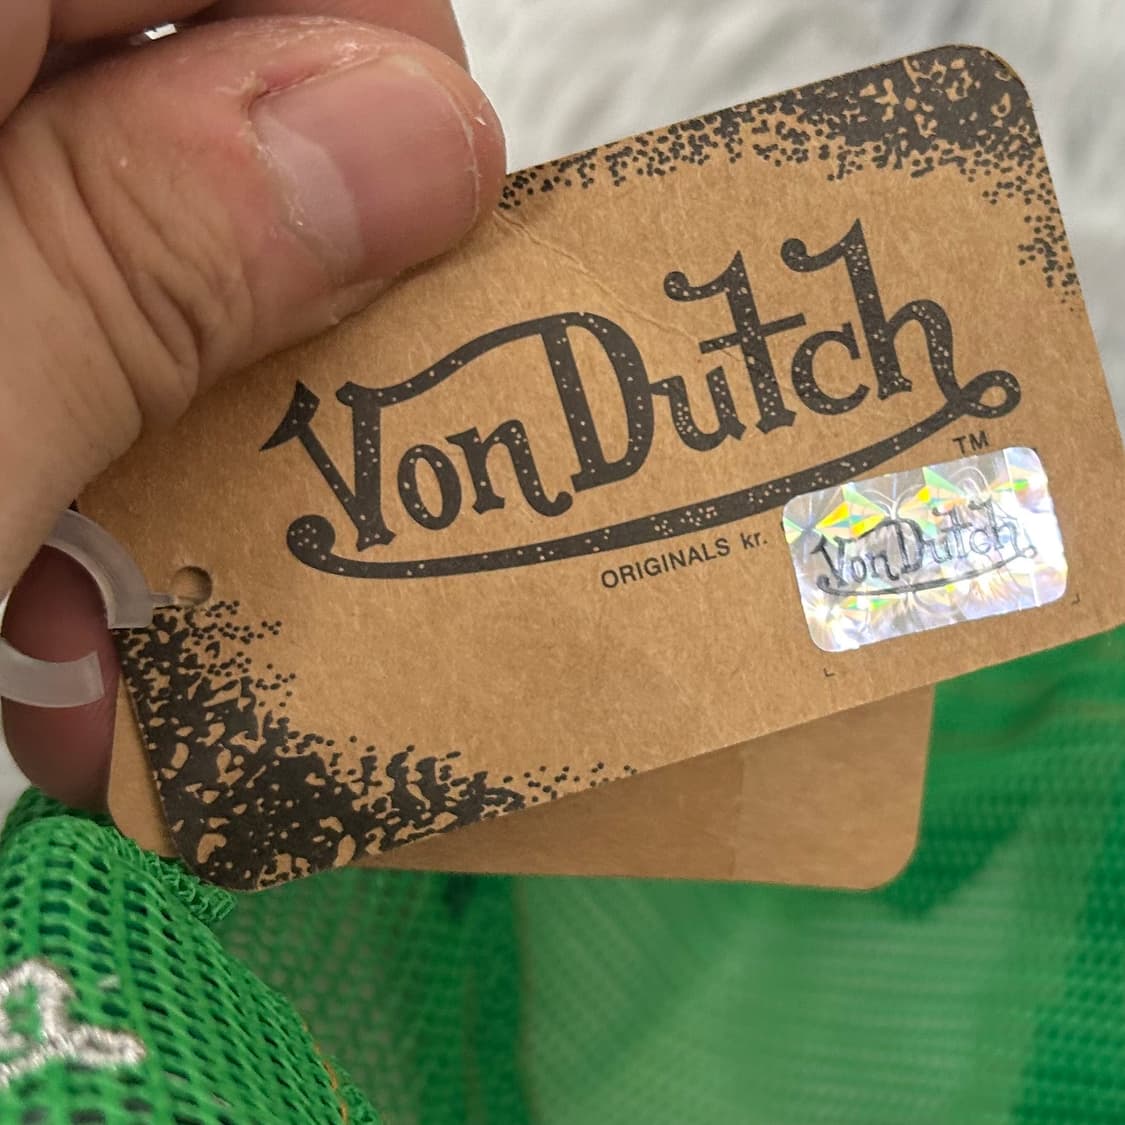 Von Dutch
TM
ORIGINALS kr.
Von Dutch